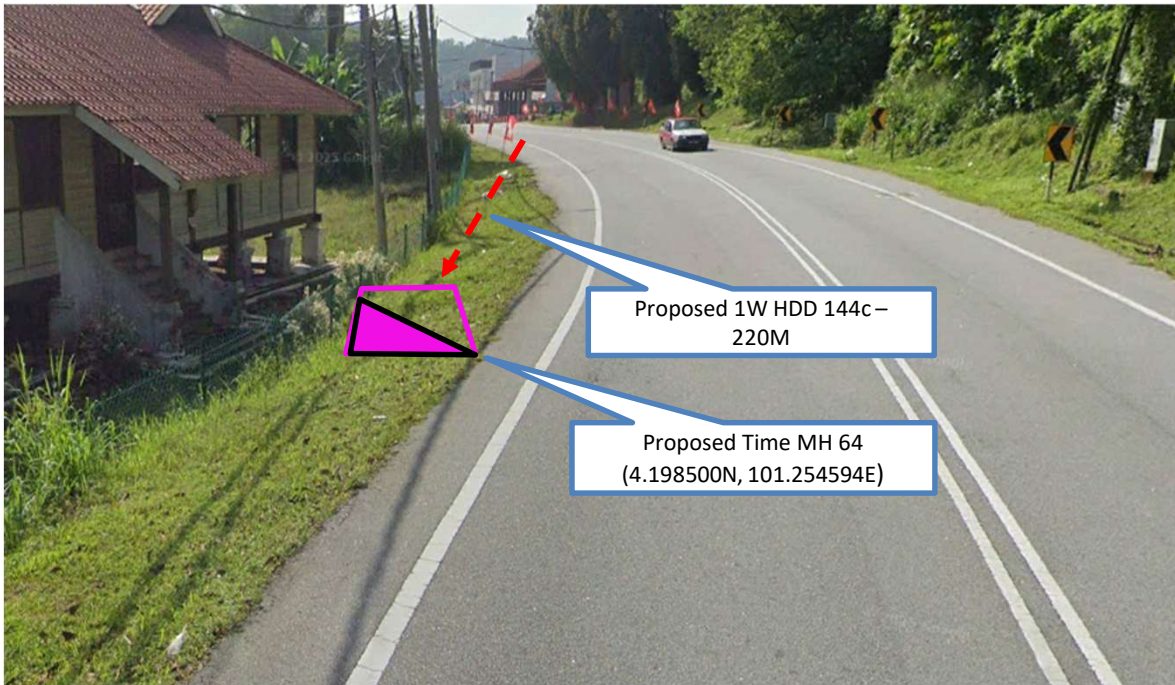 Proposed 1W HDD 144c –
220M
Proposed Time MH 64
(4.198500N, 101.254594E)